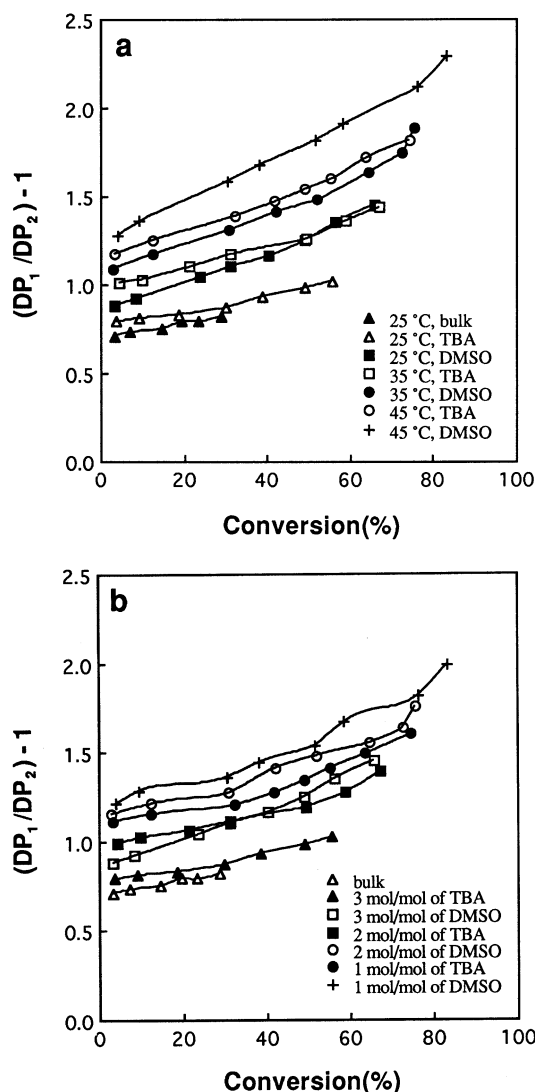 a
2.5
2.0
1.5
1.0
0.5
0.0
(DP₁/DP₂) - 1
25 °C, bulk
25 °C, TBA
25 °C, DMSO
35 °C, TBA
35 °C, DMSO
45 °C, TBA
45 °C, DMSO
0 20 40 60 80 100
Conversion(%)
b
2.5
2.0
1.5
1.0
0.5
0.0
(DP₁/DP₂) - 1
bulk
3 mol/mol of TBA
3 mol/mol of DMSO
2 mol/mol of TBA
2 mol/mol of DMSO
1 mol/mol of TBA
1 mol/mol of DMSO
0 20 40 60 80 100
Conversion(%)